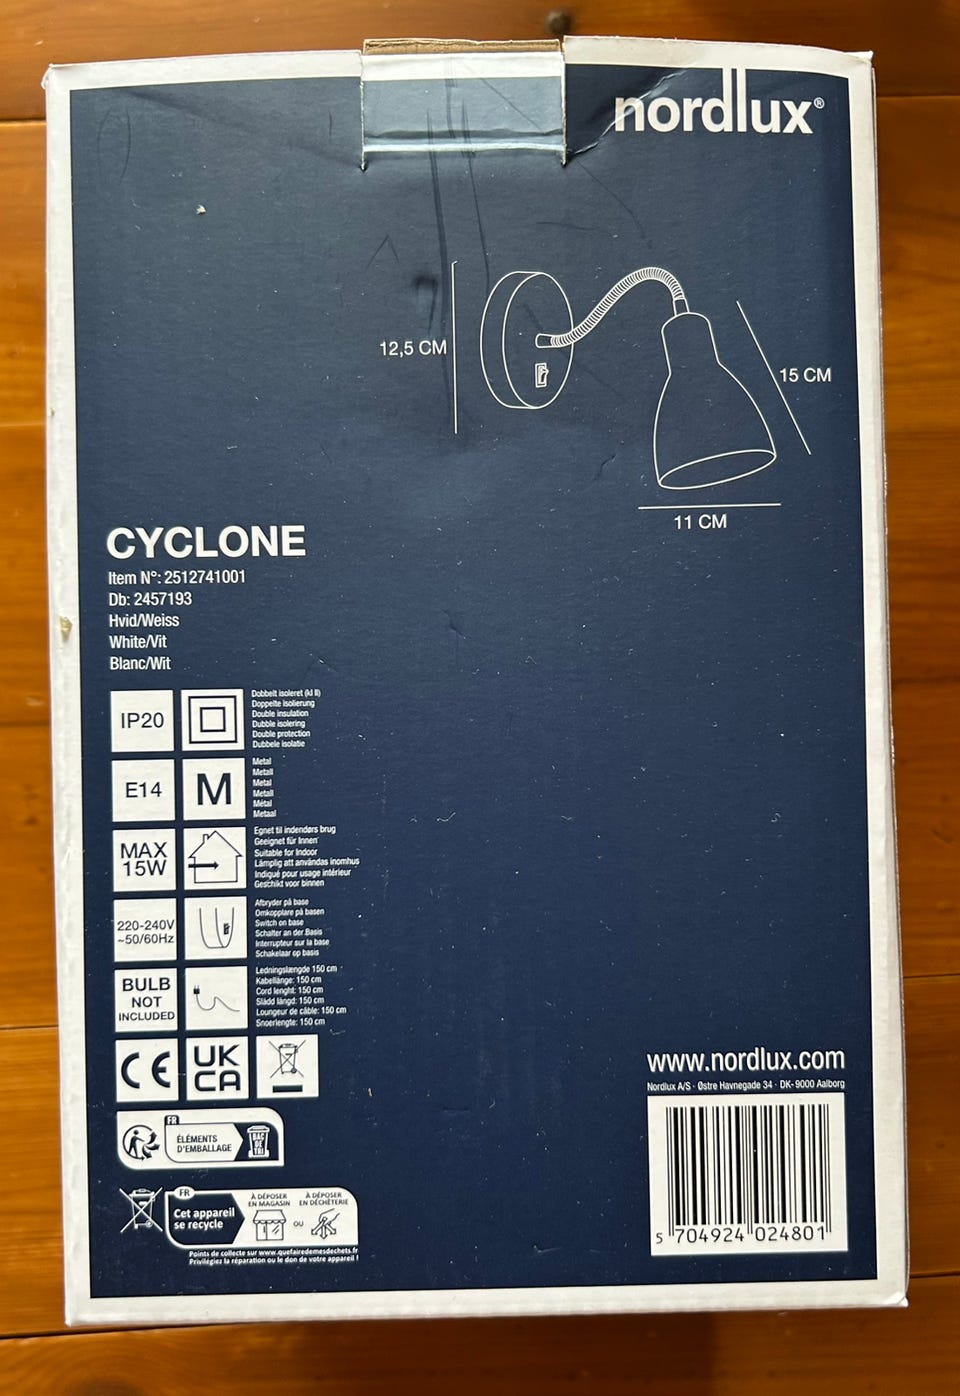 nordlux®
12,5 CM
15 CM
11 CM
CYCLONE
Item N°: 2512741001
Db: 2457193
Hvid/Weiss
White/Vit
Blanc/Wit
IP20
Dobbelt isoleret (kl II)
Doppelte isolierung
Double insulation
Dubble isolering
Double protection
Dubbele isolatie
E14
M
Metal
Metall
Metal
Metall
Métal
Metaal
MAX
15W
Egnet til indendørs brug
Geeignet für Innen
Suitable for Indoor
Lämplig att användas inomhus
Indiqué pour usage intérieur
Geschikt voor binnen
220-240V
~50/60Hz
Afbryder på base
Omkopplare på basen
Switch on base
Schalter an der Basis
Interrupteur sur la base
Schakelaar op basis
BULB
NOT
INCLUDED
Ledningslængde 150 cm
Kabellänge: 150 cm
Cord lenght: 150 cm
Sladd längd: 150 cm
Loungeur de câble: 150 cm
Snoerlengte: 150 cm
CE
UK
CA
FR
ÉLÉMENTS
D'EMBALLAGE
BAC
DE
TRI
FR
Cet appareil
se recycle
À DÉPOSER
EN MAGASIN
OU
À DÉPOSER
EN DÉCHÈTERIE
Points de collecte sur www.quefairedemesdechets.fr
Privilégiez la réparation ou le don de votre appareil !
www.nordlux.com
Nordlux A/S · Østre Havnegade 34 · DK-9000 Aalborg
5 704924 024801